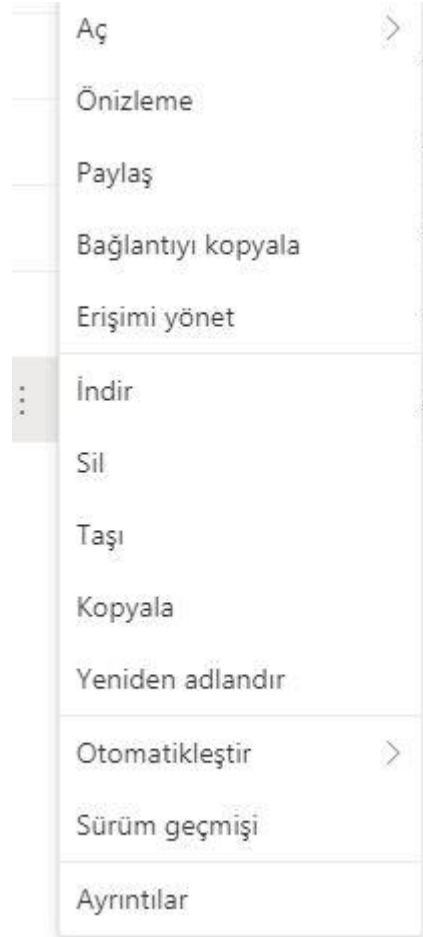 Aç
Önizleme
Paylaş
Bağlantıyı kopyala
Erişimi yönet
İndir
Sil
Taşı
Kopyala
Yeniden adlandır
Otomatikleştir
Sürüm geçmişi
Ayrıntılar